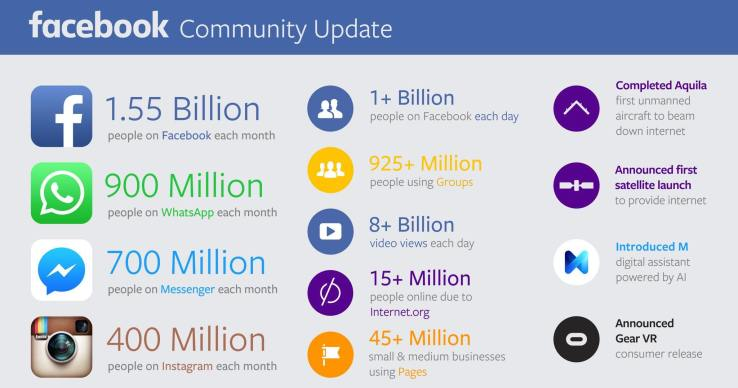 facebook Community Update
1.55 Billion
people on Facebook each month
900 Million
people on WhatsApp each month
700 Million
people on Messenger each month
400 Million
people on Instagram each month
1+ Billion
people on Facebook each day
925+ Million
people using Groups
8+ Billion
video views each day
15+ Million
people online due to
Internet.org
45+ Million
small & medium businesses
using Pages
Completed Aquila
first unmanned
aircraft to beam
down internet
Announced first
satellite launch
to provide internet
Introduced M
digital assistant
powered by AI
Announced
Gear VR
consumer release